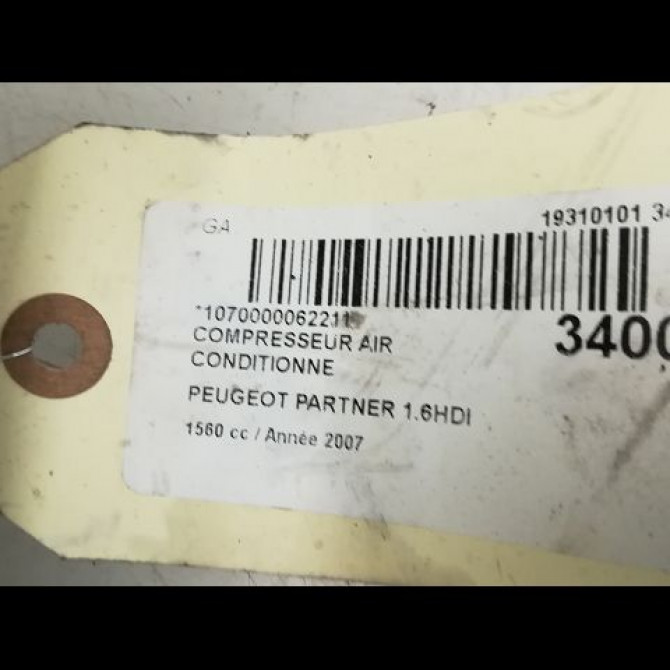 GA
19310101 34
*1070000062211*
3400
COMPRESSEUR AIR
CONDITIONNE
PEUGEOT PARTNER 1.6HDI
1560 cc / Année 2007